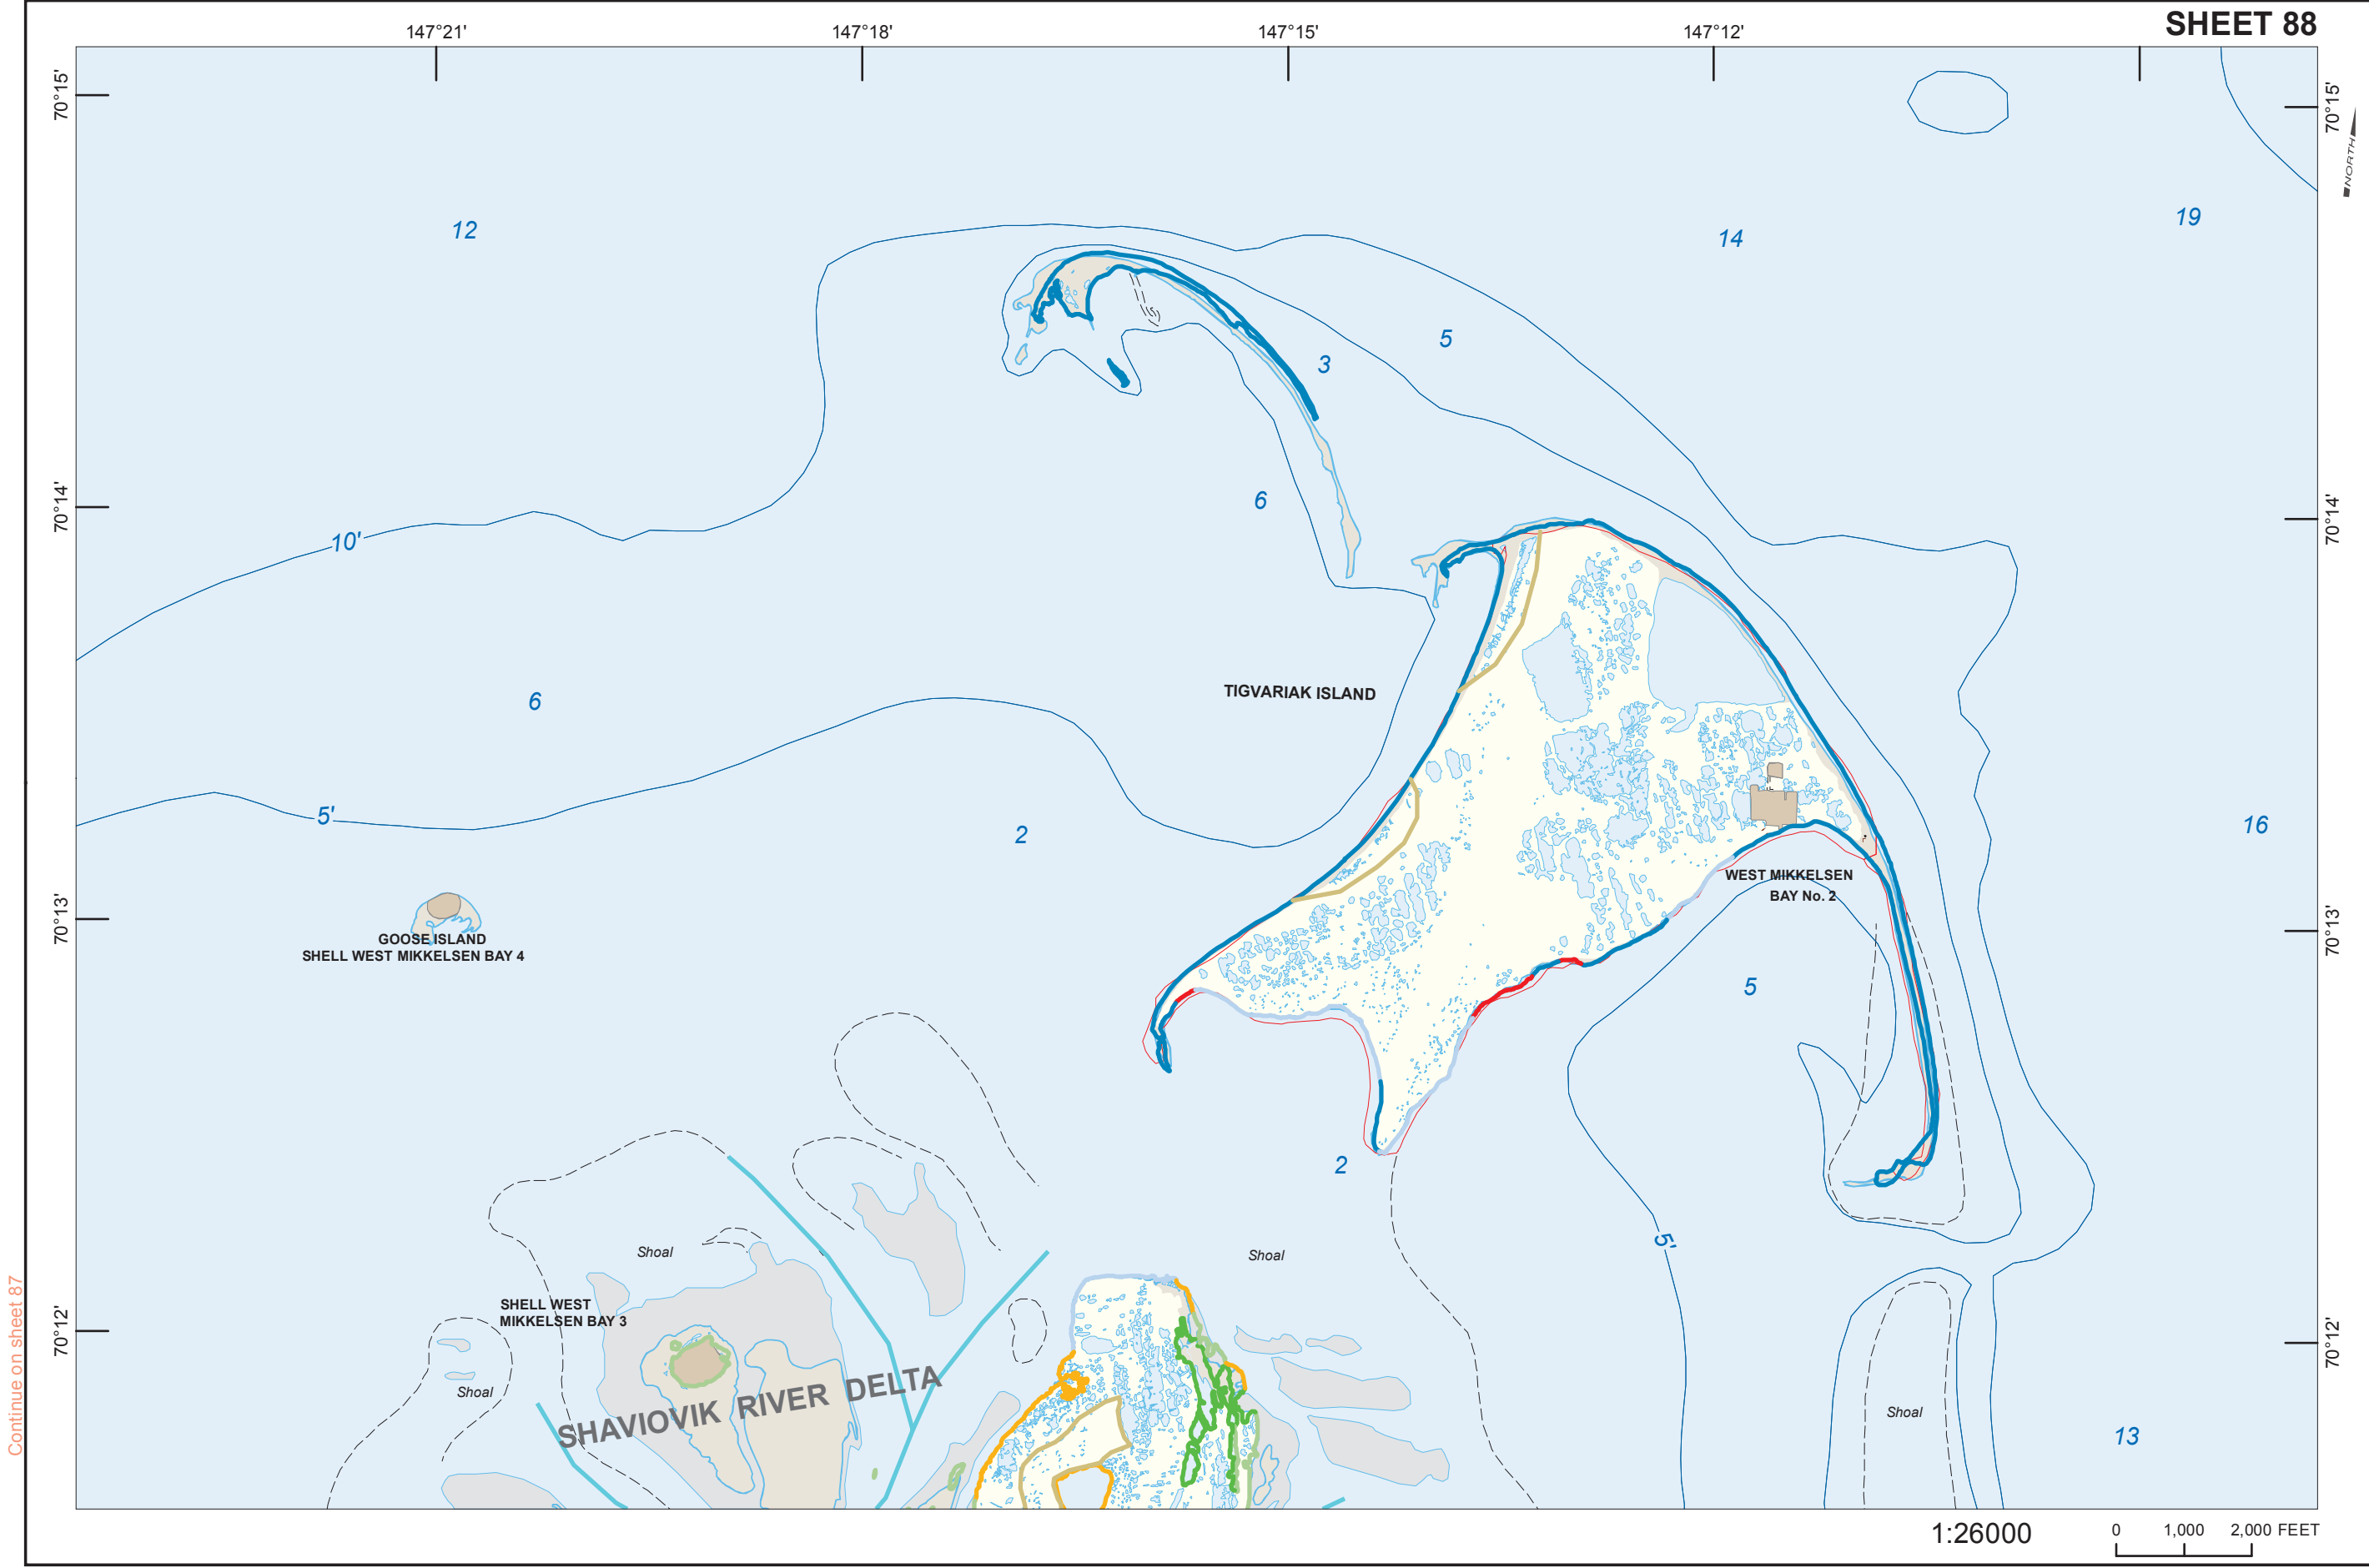 SHEET 88
147°21'
147°18'
147°15'
147°12'
70°15'
70°15'
NORTH
12
14
19
5
3
6
70°14'
70°14'
10'
6
TIGVARIAK ISLAND
5'
2
16
WEST MIKKELSEN
BAY No. 2
70°13'
70°13'
GOOSE ISLAND
SHELL WEST MIKKELSEN BAY 4
5
2
5'
Shoal
Shoal
SHELL WEST
MIKKELSEN BAY 3
70°12'
70°12'
Shoal
SHAVIOVIK RIVER DELTA
Shoal
13
Continue on sheet 87
1:26000
0 1,000 2,000 FEET